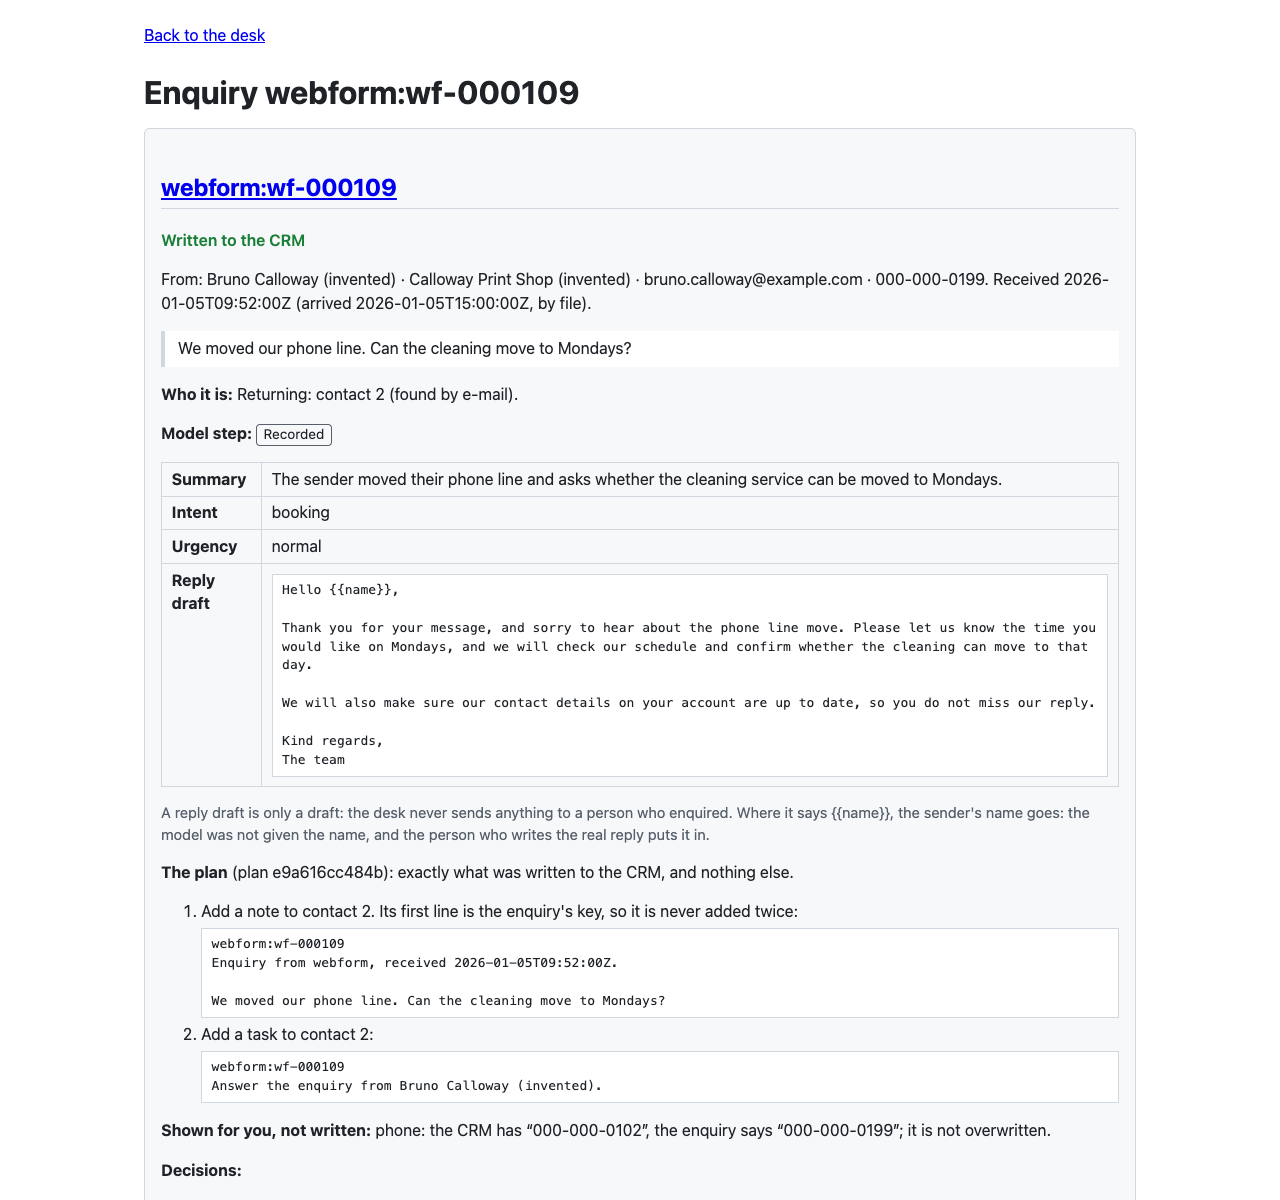 Back to the desk
Enquiry webform:wf-000109
webform:wf-000109
Written to the CRM
From: Bruno Calloway (invented) · Calloway Print Shop (invented) · bruno.calloway@example.com · 000-000-0199. Received 2026-
01-05T09:52:00Z (arrived 2026-01-05T15:00:00Z, by file).
We moved our phone line. Can the cleaning move to Mondays?
Who it is: Returning: contact 2 (found by e-mail).
Model step: Recorded
Summary The sender moved their phone line and asks whether the cleaning service can be moved to Mondays.
Intent booking
Urgency normal
Reply
draft
Hello {{name}},
Thank you for your message, and sorry to hear about the phone line move. Please let us know the time you
would like on Mondays, and we will check our schedule and confirm whether the cleaning can move to that
day.
We will also make sure our contact details on your account are up to date, so you do not miss our reply.
Kind regards,
The team
A reply draft is only a draft: the desk never sends anything to a person who enquired. Where it says {{name}}, the sender's name goes: the
model was not given the name, and the person who writes the real reply puts it in.
The plan (plan e9a616cc484b): exactly what was written to the CRM, and nothing else.
1. Add a note to contact 2. Its first line is the enquiry's key, so it is never added twice:
webform:wf-000109
Enquiry from webform, received 2026-01-05T09:52:00Z.
We moved our phone line. Can the cleaning move to Mondays?
2. Add a task to contact 2:
webform:wf-000109
Answer the enquiry from Bruno Calloway (invented).
Shown for you, not written: phone: the CRM has “000-000-0102”, the enquiry says “000-000-0199”; it is not overwritten.
Decisions: